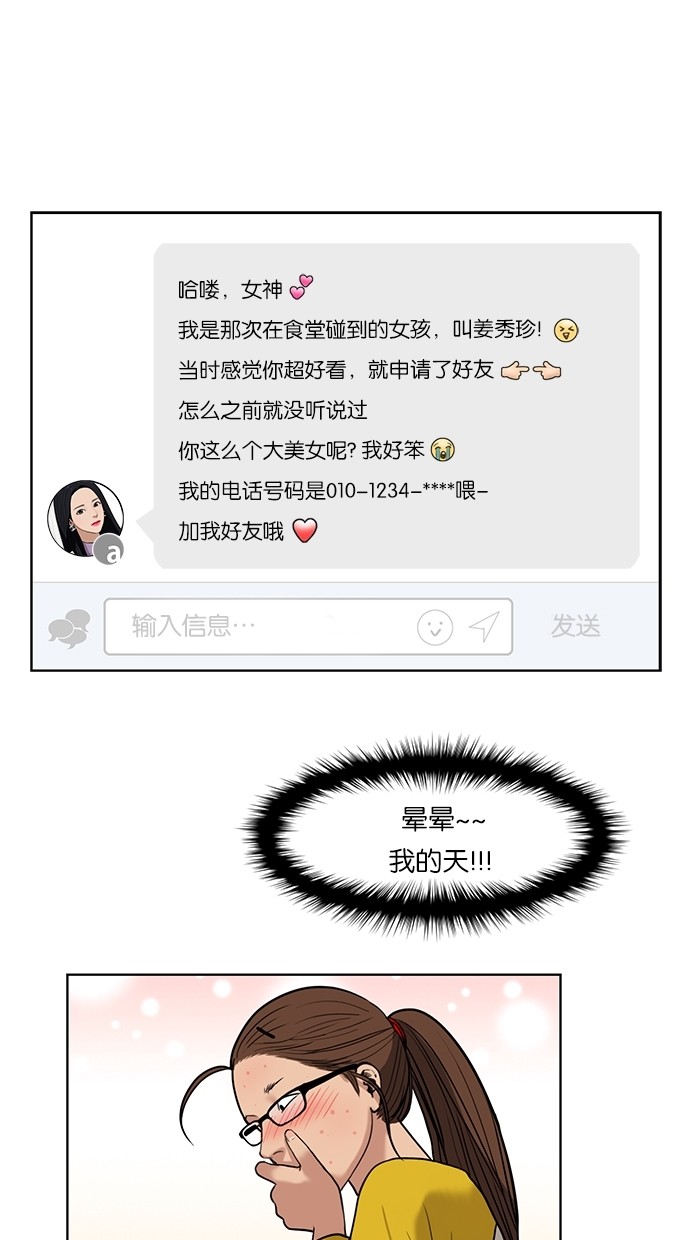 哈喽，女神 💕
我是那次在食堂碰到的女孩，叫姜秀珍! 😆
当时感觉你超好看，就申请了好友 👉👈
怎么之前就没听说过
你这么个大美女呢? 我好笨 😭
我的电话号码是010-1234-****喂-
加我好友哦 ❤
a
输入信息…
发送
晕晕~~
我的天!!!